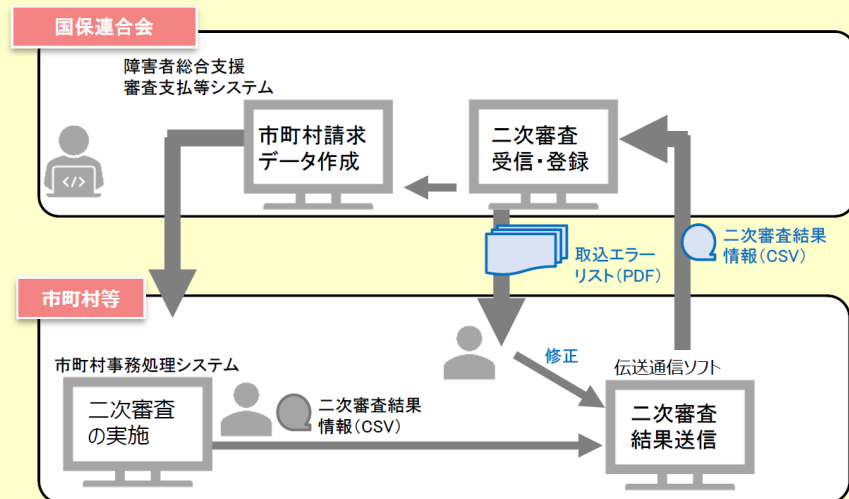 国保連合会
障害者総合支援
審査支払等システム
市町村請求
データ作成
二次審査
受信・登録
</>
取込エラー
リスト(PDF)
二次審査結果
情報(CSV)
市町村等
市町村事務処理システム
二次審査
の実施
二次審査結果
情報(CSV)
修正
伝送通信ソフト
二次審査
結果送信